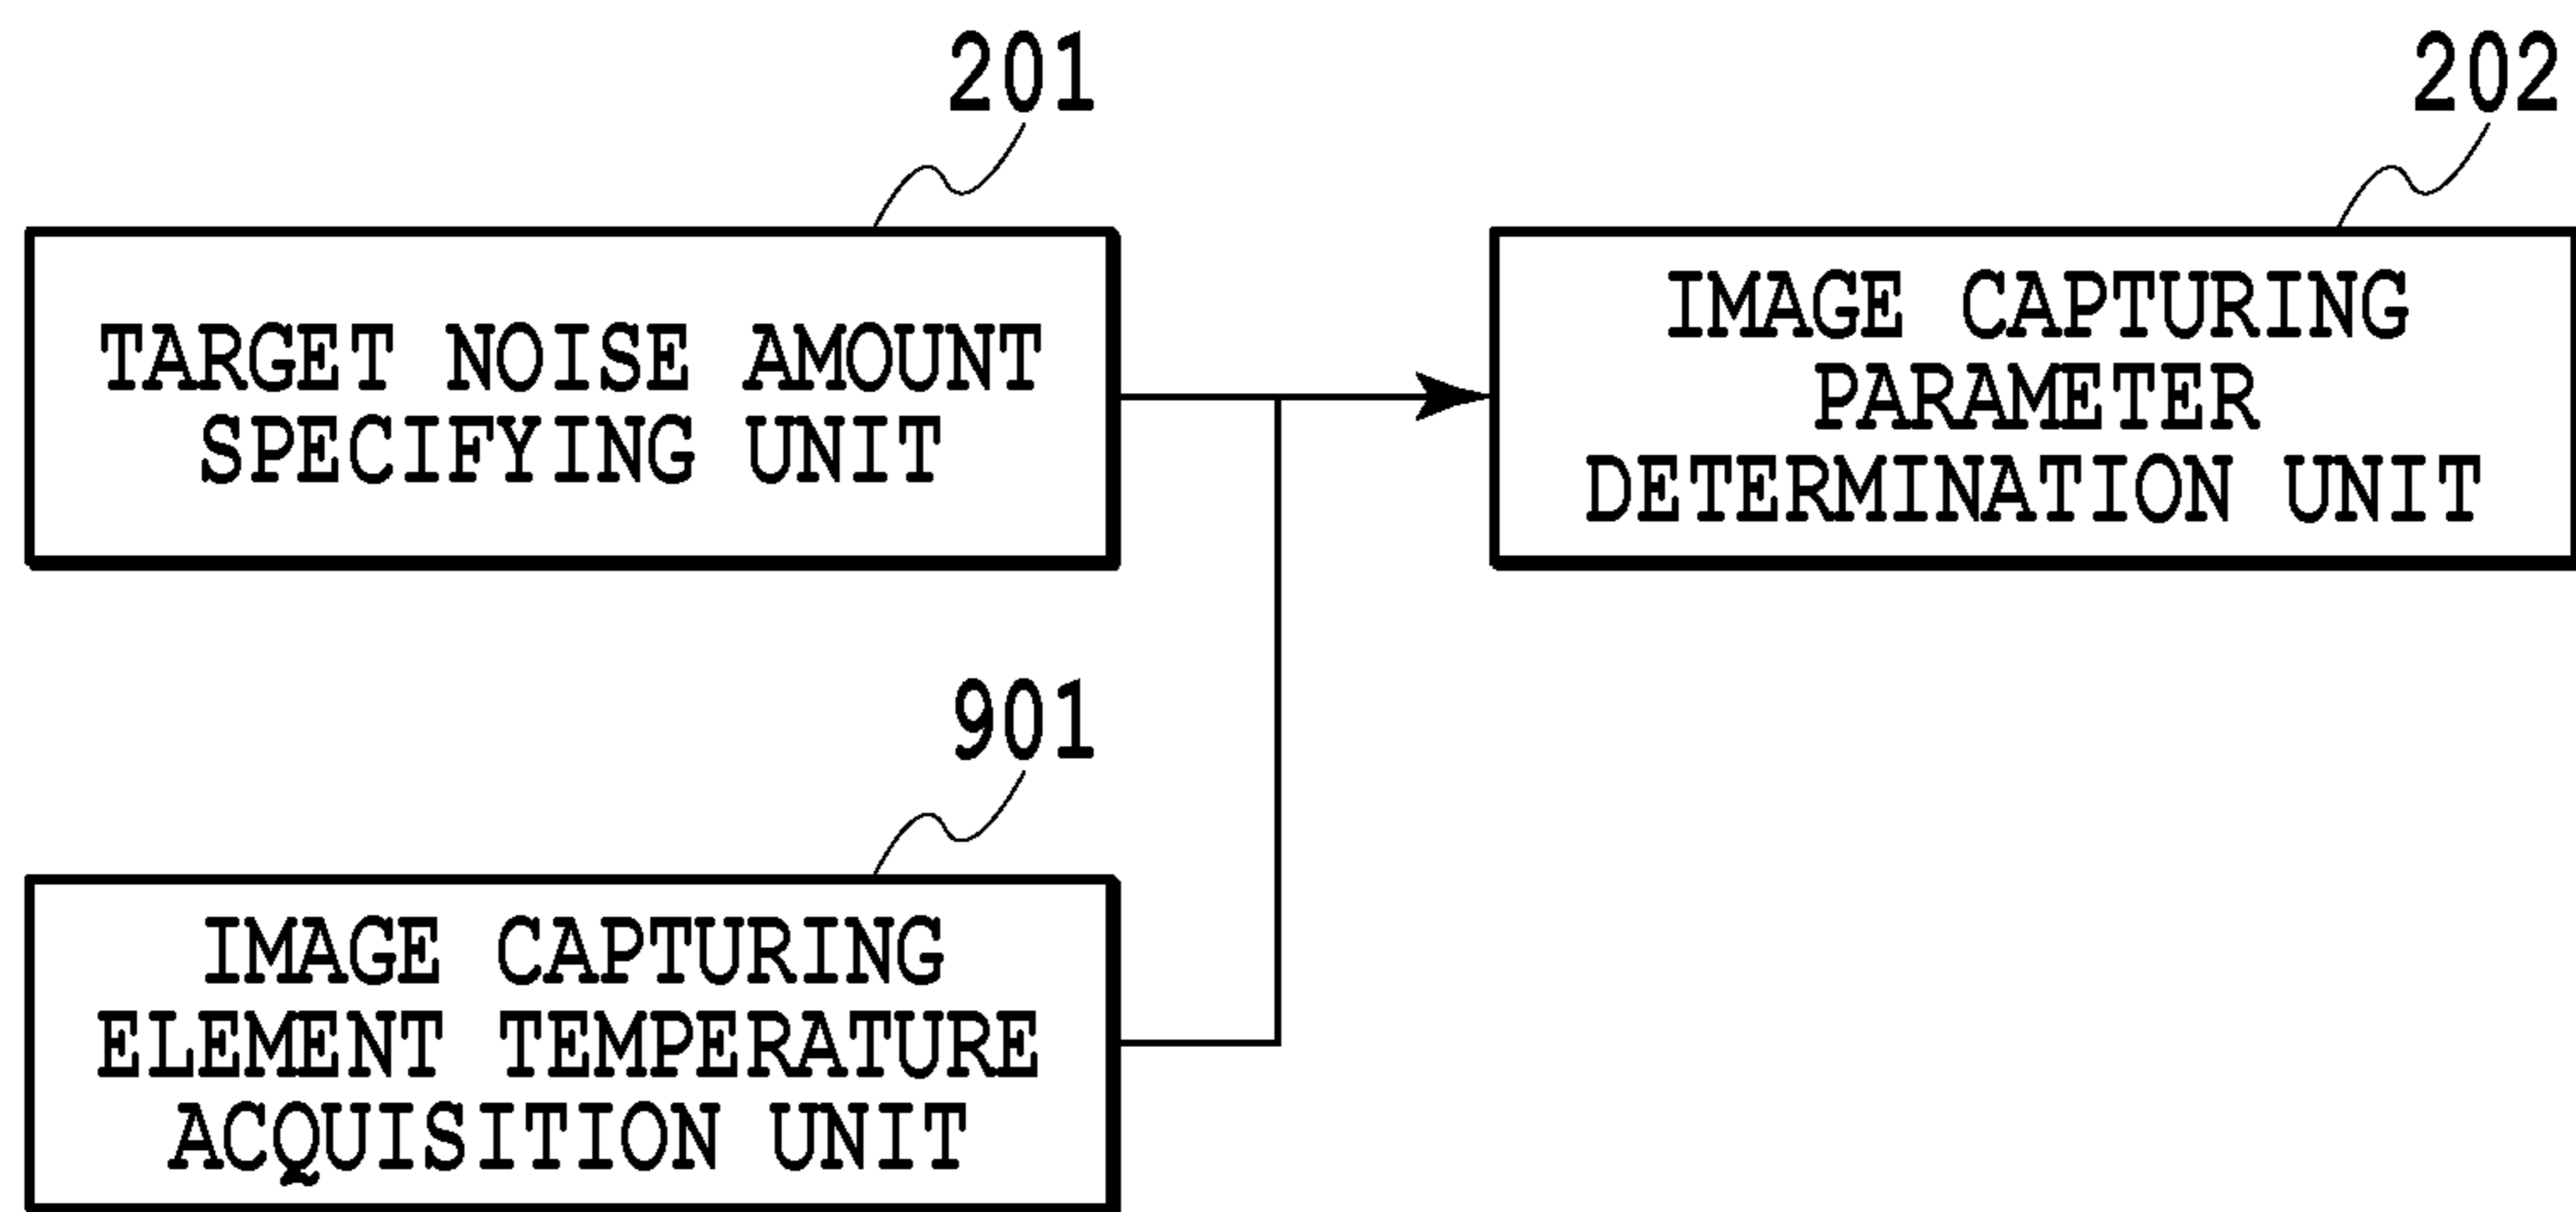 201
TARGET NOISE AMOUNT
SPECIFYING UNIT
202
IMAGE CAPTURING
PARAMETER
DETERMINATION UNIT
901
IMAGE CAPTURING
ELEMENT TEMPERATURE
ACQUISITION UNIT